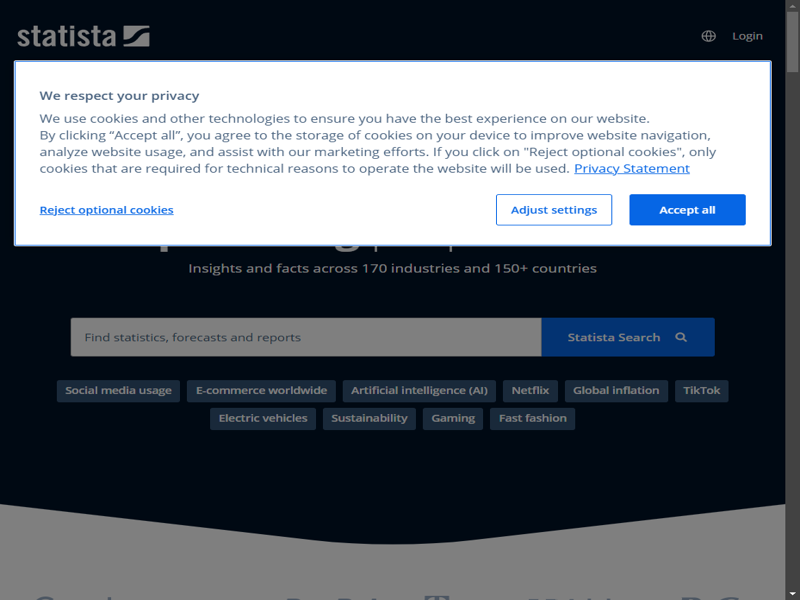 statista
Login
We respect your privacy
We use cookies and other technologies to ensure you have the best experience on our website.
By clicking “Accept all”, you agree to the storage of cookies on your device to improve website navigation,
analyze website usage, and assist with our marketing efforts. If you click on "Reject optional cookies", only
cookies that are required for technical reasons to operate the website will be used. Privacy Statement
Reject optional cookies
Adjust settings
Accept all
Insights and facts across 170 industries and 150+ countries
Find statistics, forecasts and reports
Statista Search
Social media usage
E-commerce worldwide
Artificial intelligence (AI)
Netflix
Global inflation
TikTok
Electric vehicles
Sustainability
Gaming
Fast fashion